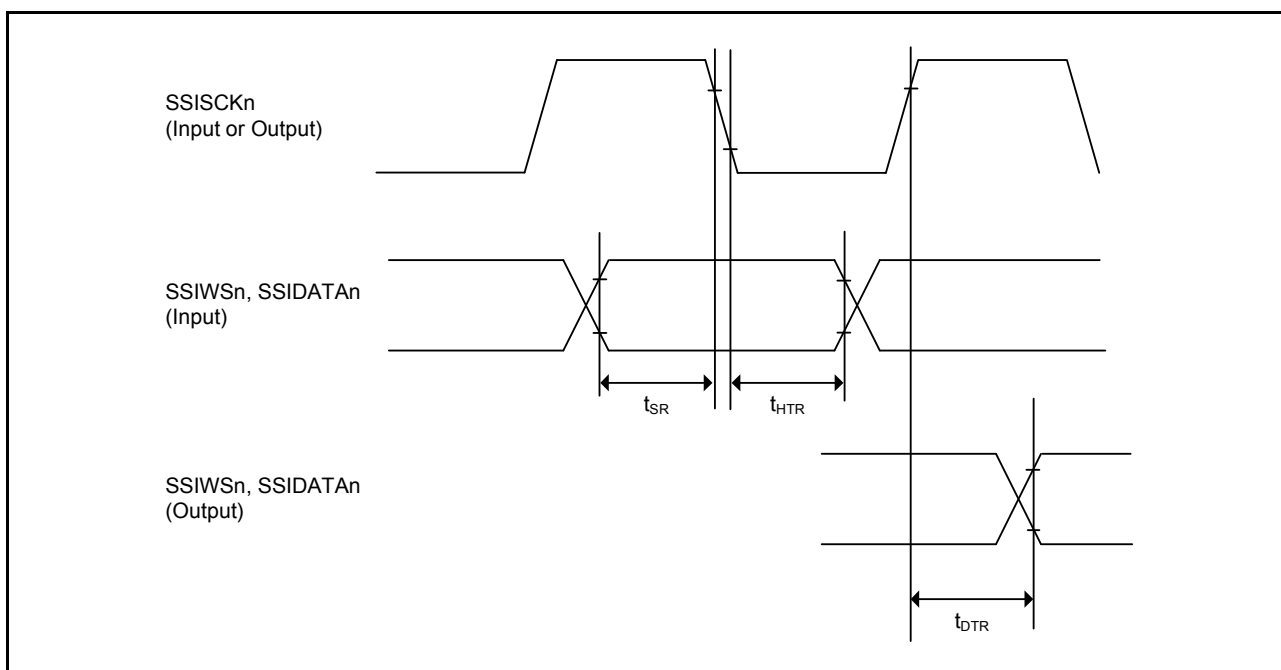 SSISCKn
(Input or Output)
SSIWSn, SSIDATAn
(Input)
tSR
tHTR
SSIWSn, SSIDATAn
(Output)
tDTR